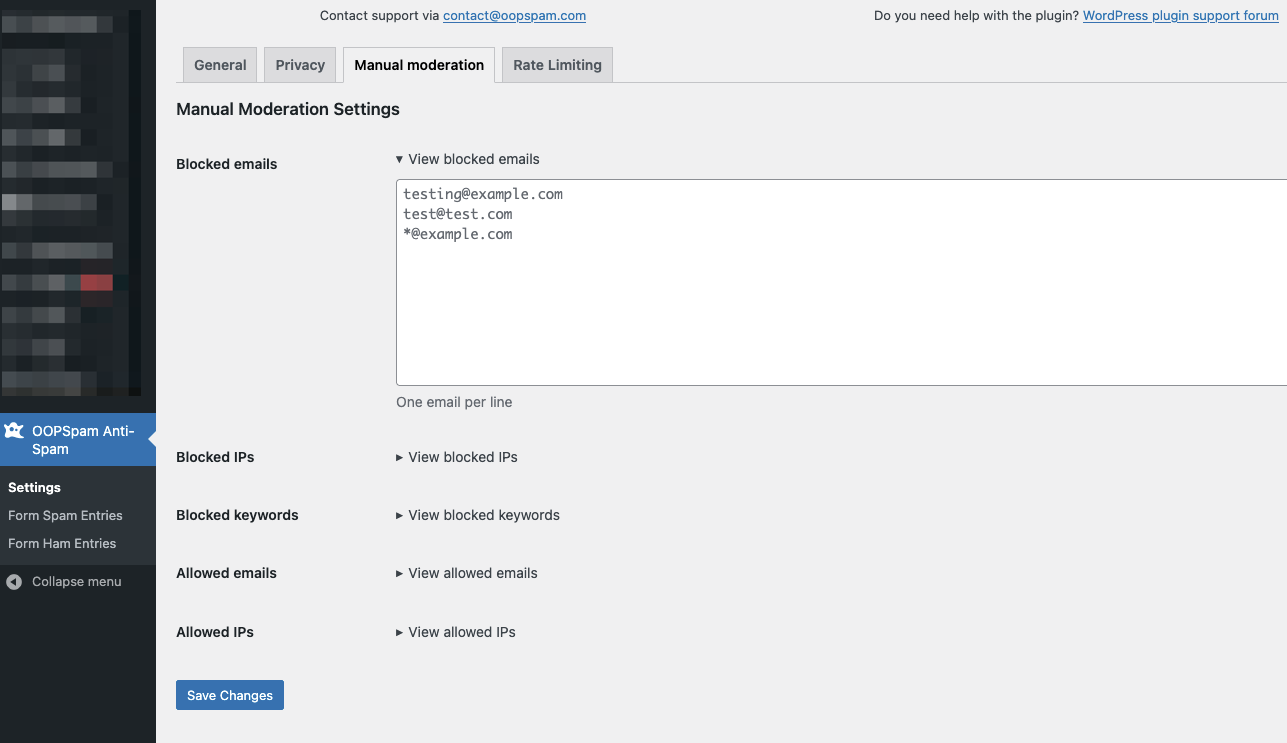 Contact support via contact@oopspam.com
Do you need help with the plugin? WordPress plugin support forum
General
Privacy
Manual moderation
Rate Limiting
Manual Moderation Settings
Blocked emails
▼ View blocked emails
testing@example.com
test@test.com
*@example.com
One email per line
Blocked IPs
► View blocked IPs
Blocked keywords
► View blocked keywords
Allowed emails
► View allowed emails
Allowed IPs
► View allowed IPs
Save Changes
OOPSpam Anti-
Spam
Settings
Form Spam Entries
Form Ham Entries
Collapse menu